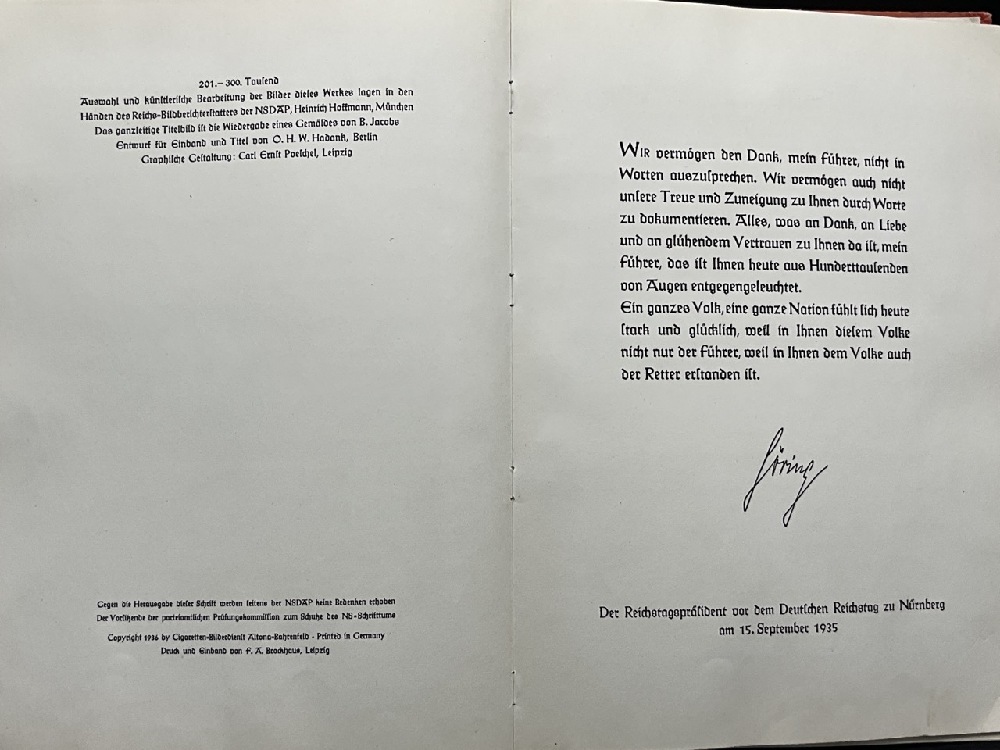 201.–300. Tauſend
Auswahl und künſtleriſche Bearbeitung der Bilder dieſes Werkes lagen in den
Händen des Reichs-Bildberichterſtatters der NSDAP, Heinrich Hoffmann, München
Das ganzſeitige Titelbild iſt die Wiedergabe eines Gemäldes von B. Jacobs
Entwurf für Einband und Titel von O. H. W. Hadank, Berlin
Graphiſche Geſtaltung: Carl Ernſt Poeſchel, Leipzig
Gegen die Herausgabe dieſer Schrift werden ſeitens der NSDAP keine Bedenken erhoben
Der Vorſitzende der parteiamtlichen Prüfungskommiſſion zum Schutze des NS-Schrifttums
Copyright 1936 by Cigaretten-Bilderdienſt Altona-Bahrenfeld · Printed in Germany
Druck und Einband von F. A. Brockhaus, Leipzig
WIR vermögen den Dank, mein Führer, nicht in
Worten auszuſprechen. Wir vermögen auch nicht
unſere Treue und Zuneigung zu Ihnen durch Worte
zu dokumentieren. Alles, was an Dank, an Liebe
und an glühendem Vertrauen zu Ihnen da iſt, mein
Führer, das iſt Ihnen heute aus Hunderttauſenden
von Augen entgegengeleuchtet.
Ein ganzes Volk, eine ganze Nation fühlt ſich heute
ſtark und glücklich, weil in Ihnen dieſem Volke
nicht nur der Führer, weil in Ihnen dem Volke auch
der Retter erſtanden iſt.
Göring
Der Reichstagspräſident vor dem Deutſchen Reichstag zu Nürnberg
am 15. September 1935